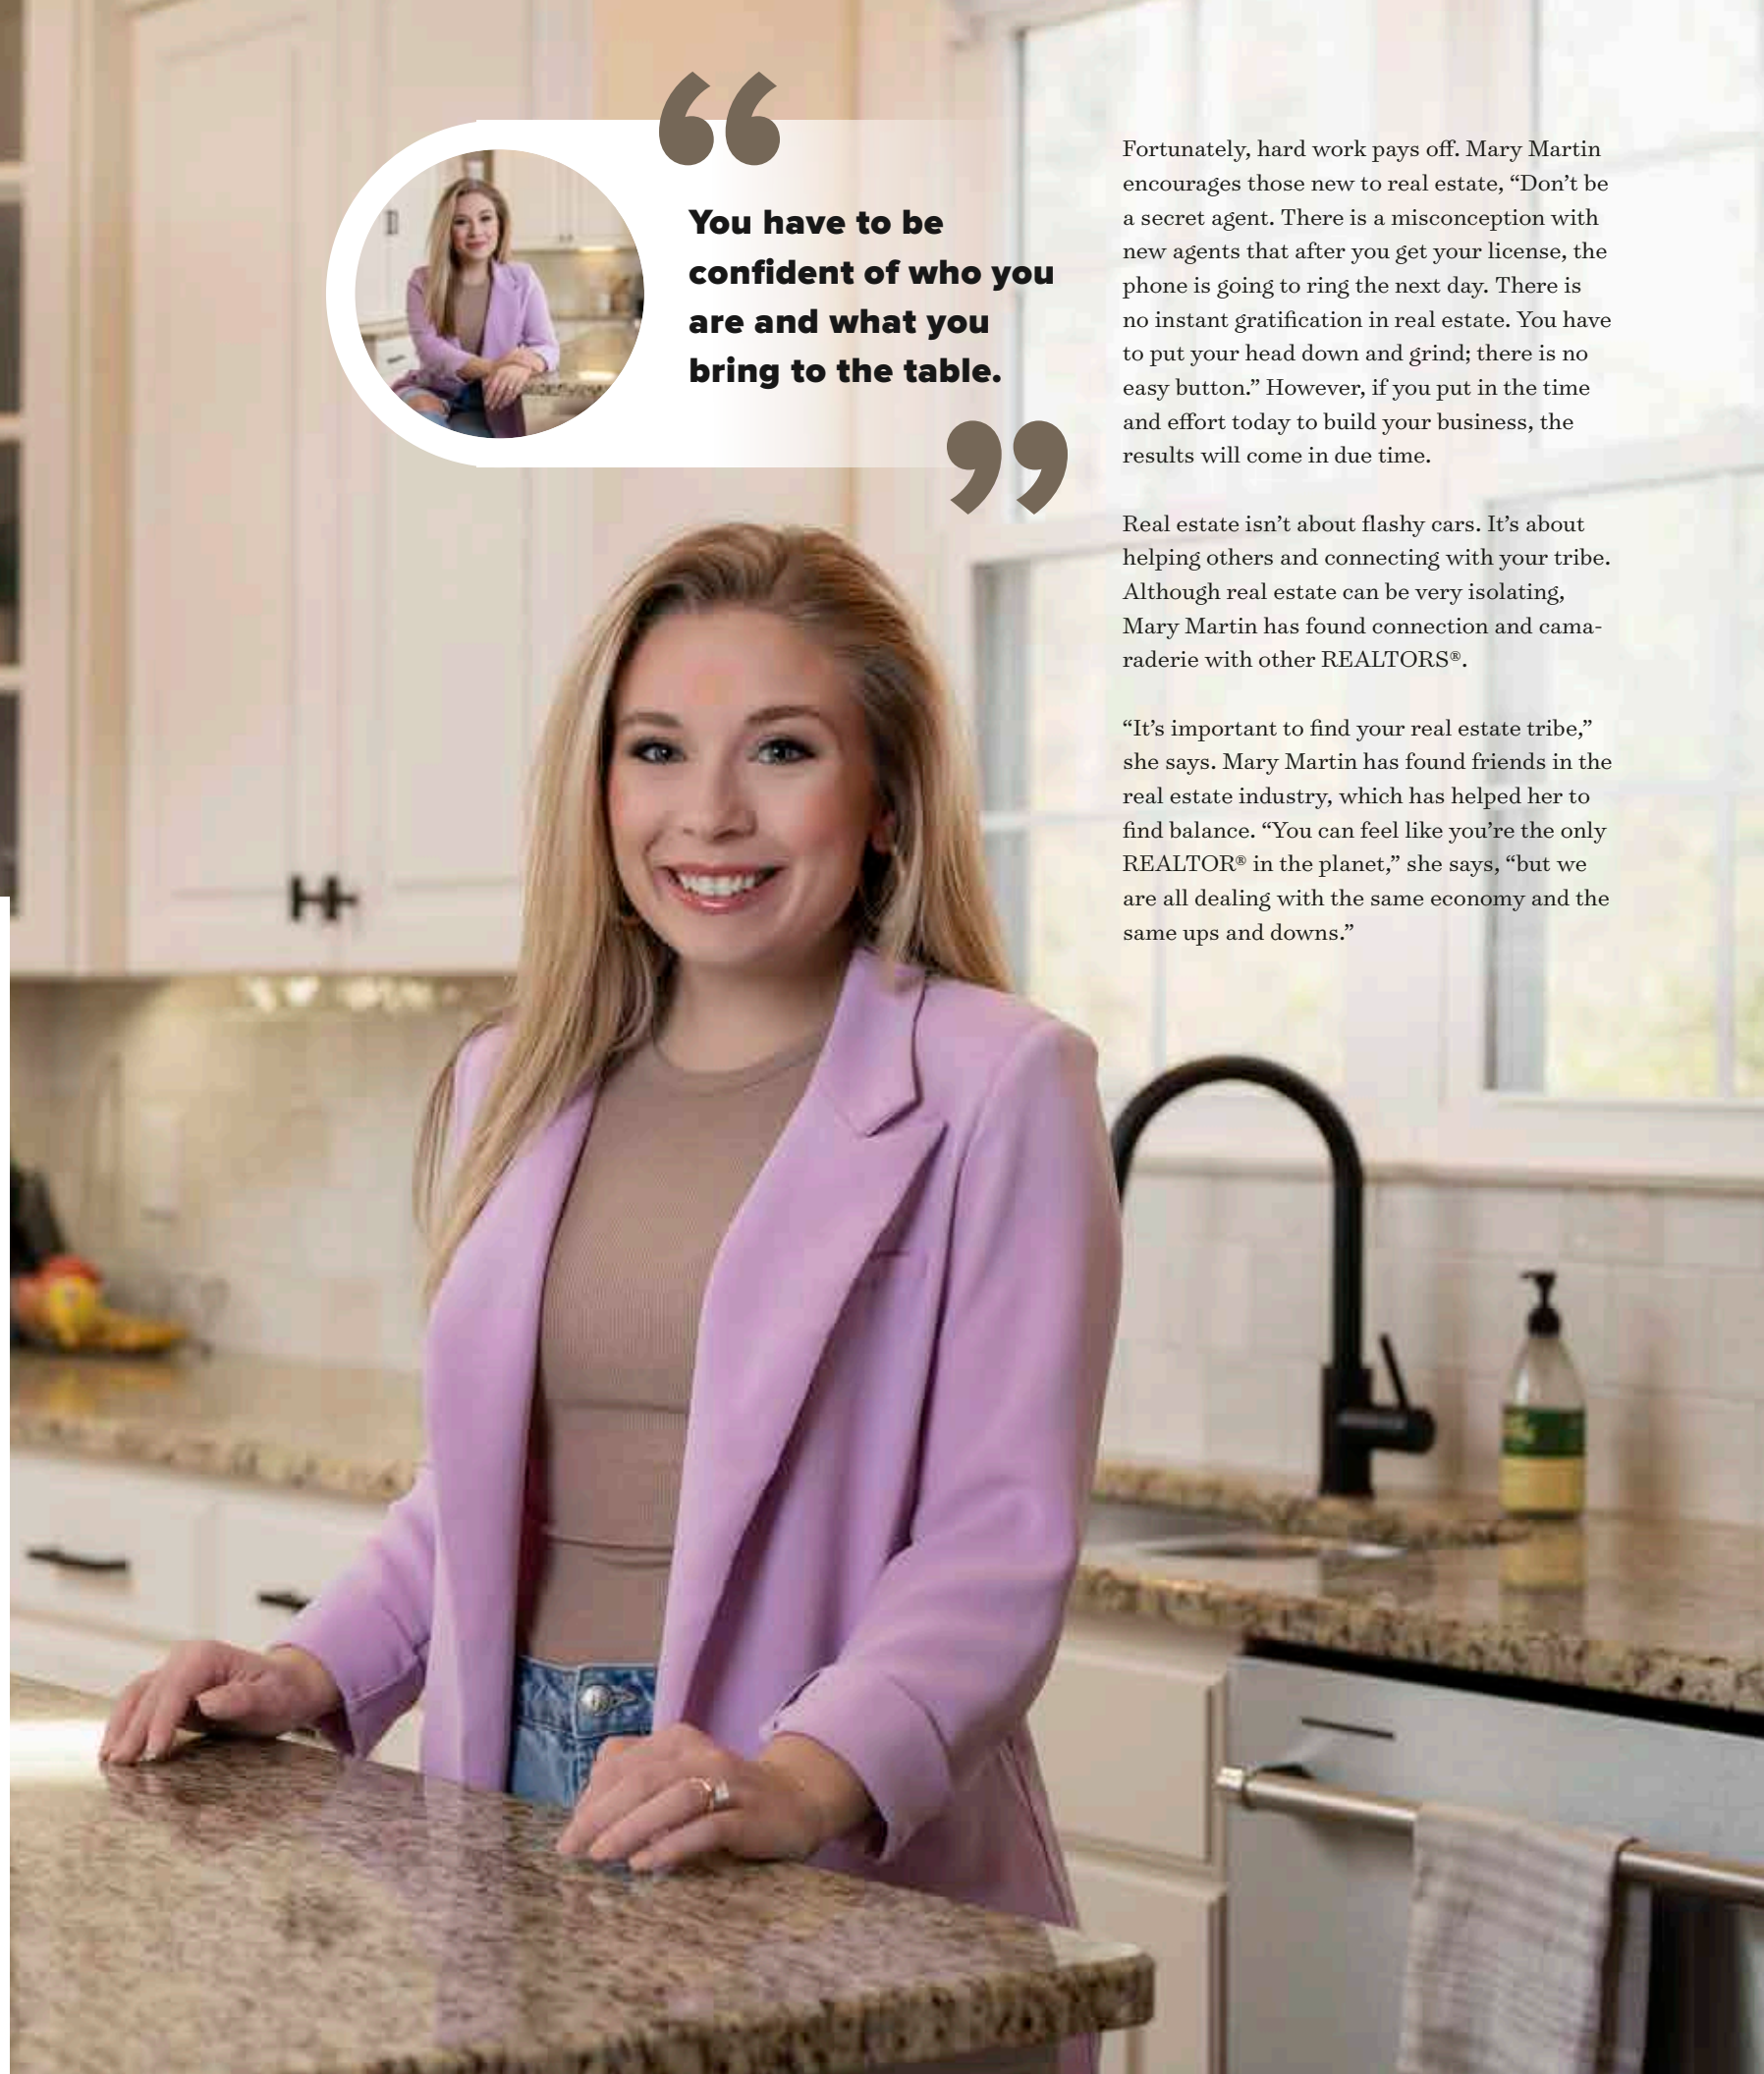 “
You have to be
confident of who you
are and what you
bring to the table.
”
Fortunately, hard work pays off. Mary Martin
encourages those new to real estate, “Don’t be
a secret agent. There is a misconception with
new agents that after you get your license, the
phone is going to ring the next day. There is
no instant gratification in real estate. You have
to put your head down and grind; there is no
easy button.” However, if you put in the time
and effort today to build your business, the
results will come in due time.
Real estate isn’t about flashy cars. It’s about
helping others and connecting with your tribe.
Although real estate can be very isolating,
Mary Martin has found connection and cama-
raderie with other REALTORS®.
“It’s important to find your real estate tribe,”
she says. Mary Martin has found friends in the
real estate industry, which has helped her to
find balance. “You can feel like you’re the only
REALTOR® in the planet,” she says, “but we
are all dealing with the same economy and the
same ups and downs.”